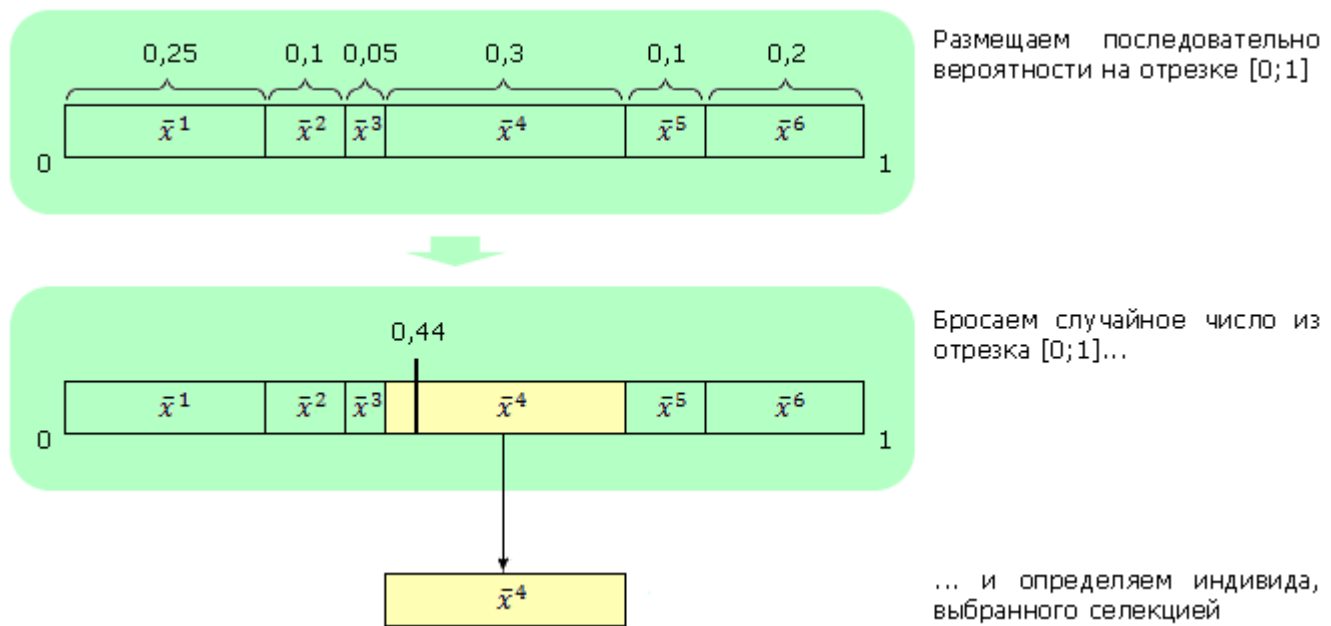 0,25 0,1 0,05 0,3 0,1 0,2
x̄¹ x̄² x̄³ x̄⁴ x̄⁵ x̄⁶
0 1
Размещаем последовательно
вероятности на отрезке [0;1]
0,44
x̄¹ x̄² x̄³ x̄⁴ x̄⁵ x̄⁶
0 1
Бросаем случайное число из
отрезка [0;1]...
x̄⁴
... и определяем индивида,
выбранного селекцией